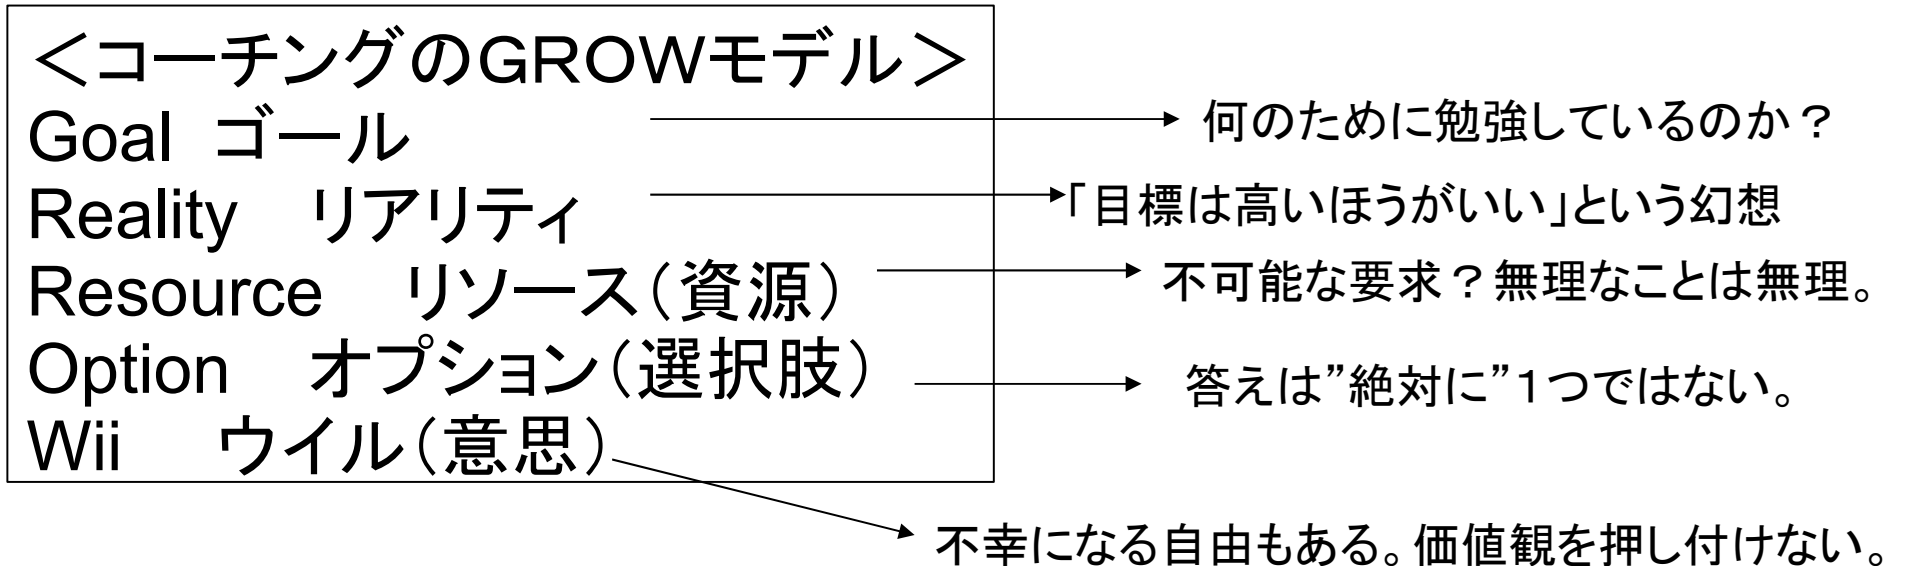 ＜コーチングのGROWモデル＞
Goal　ゴール
何のために勉強しているのか？
Reality　リアリティ
「目標は高いほうがいい」という幻想
Resource　リソース（資源）
不可能な要求？無理なことは無理。
Option　オプション（選択肢）
答えは”絶対に”１つではない。
Wii　ウイル（意思）
不幸になる自由もある。価値観を押し付けない。